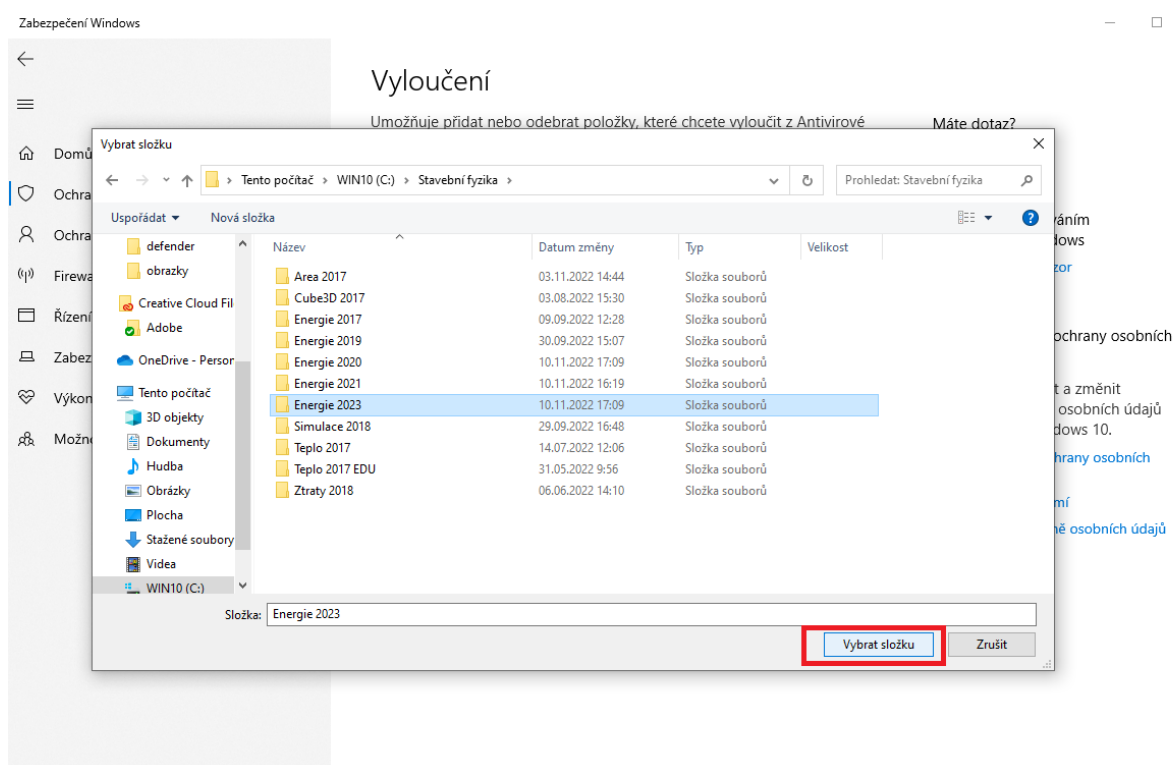 Zabezpečení Windows
Vyloučení
Umožňuje přidat nebo odebrat položky, které chcete vyloučit z Antivirové
Máte dotaz?
Domů
Ochra
Ochra
Firewa
Řízení
Zabez
Výkon
Možno
Vybrat složku
Tento počítač › WIN10 (C:) › Stavební fyzika ›
Prohledat: Stavební fyzika
Uspořádat
Nová složka
defender
obrazky
Creative Cloud Fil
Adobe
OneDrive - Person
Tento počítač
3D objekty
Dokumenty
Hudba
Obrázky
Plocha
Stažené soubory
Videa
WIN10 (C:)
Název Datum změny Typ Velikost
Area 2017 03.11.2022 14:44 Složka souborů
Cube3D 2017 03.08.2022 15:30 Složka souborů
Energie 2017 09.09.2022 12:28 Složka souborů
Energie 2019 30.09.2022 15:07 Složka souborů
Energie 2020 10.11.2022 17:09 Složka souborů
Energie 2021 10.11.2022 16:19 Složka souborů
Energie 2023 10.11.2022 17:09 Složka souborů
Simulace 2018 29.09.2022 16:48 Složka souborů
Teplo 2017 14.07.2022 12:06 Složka souborů
Teplo 2017 EDU 31.05.2022 9:56 Složka souborů
Ztraty 2018 06.06.2022 14:10 Složka souborů
Složka: Energie 2023
Vybrat složku
Zrušit
váním
dows
zor
ochrany osobních
t a změnit
osobních údajů
dows 10.
hrany osobních
mí
ně osobních údajů